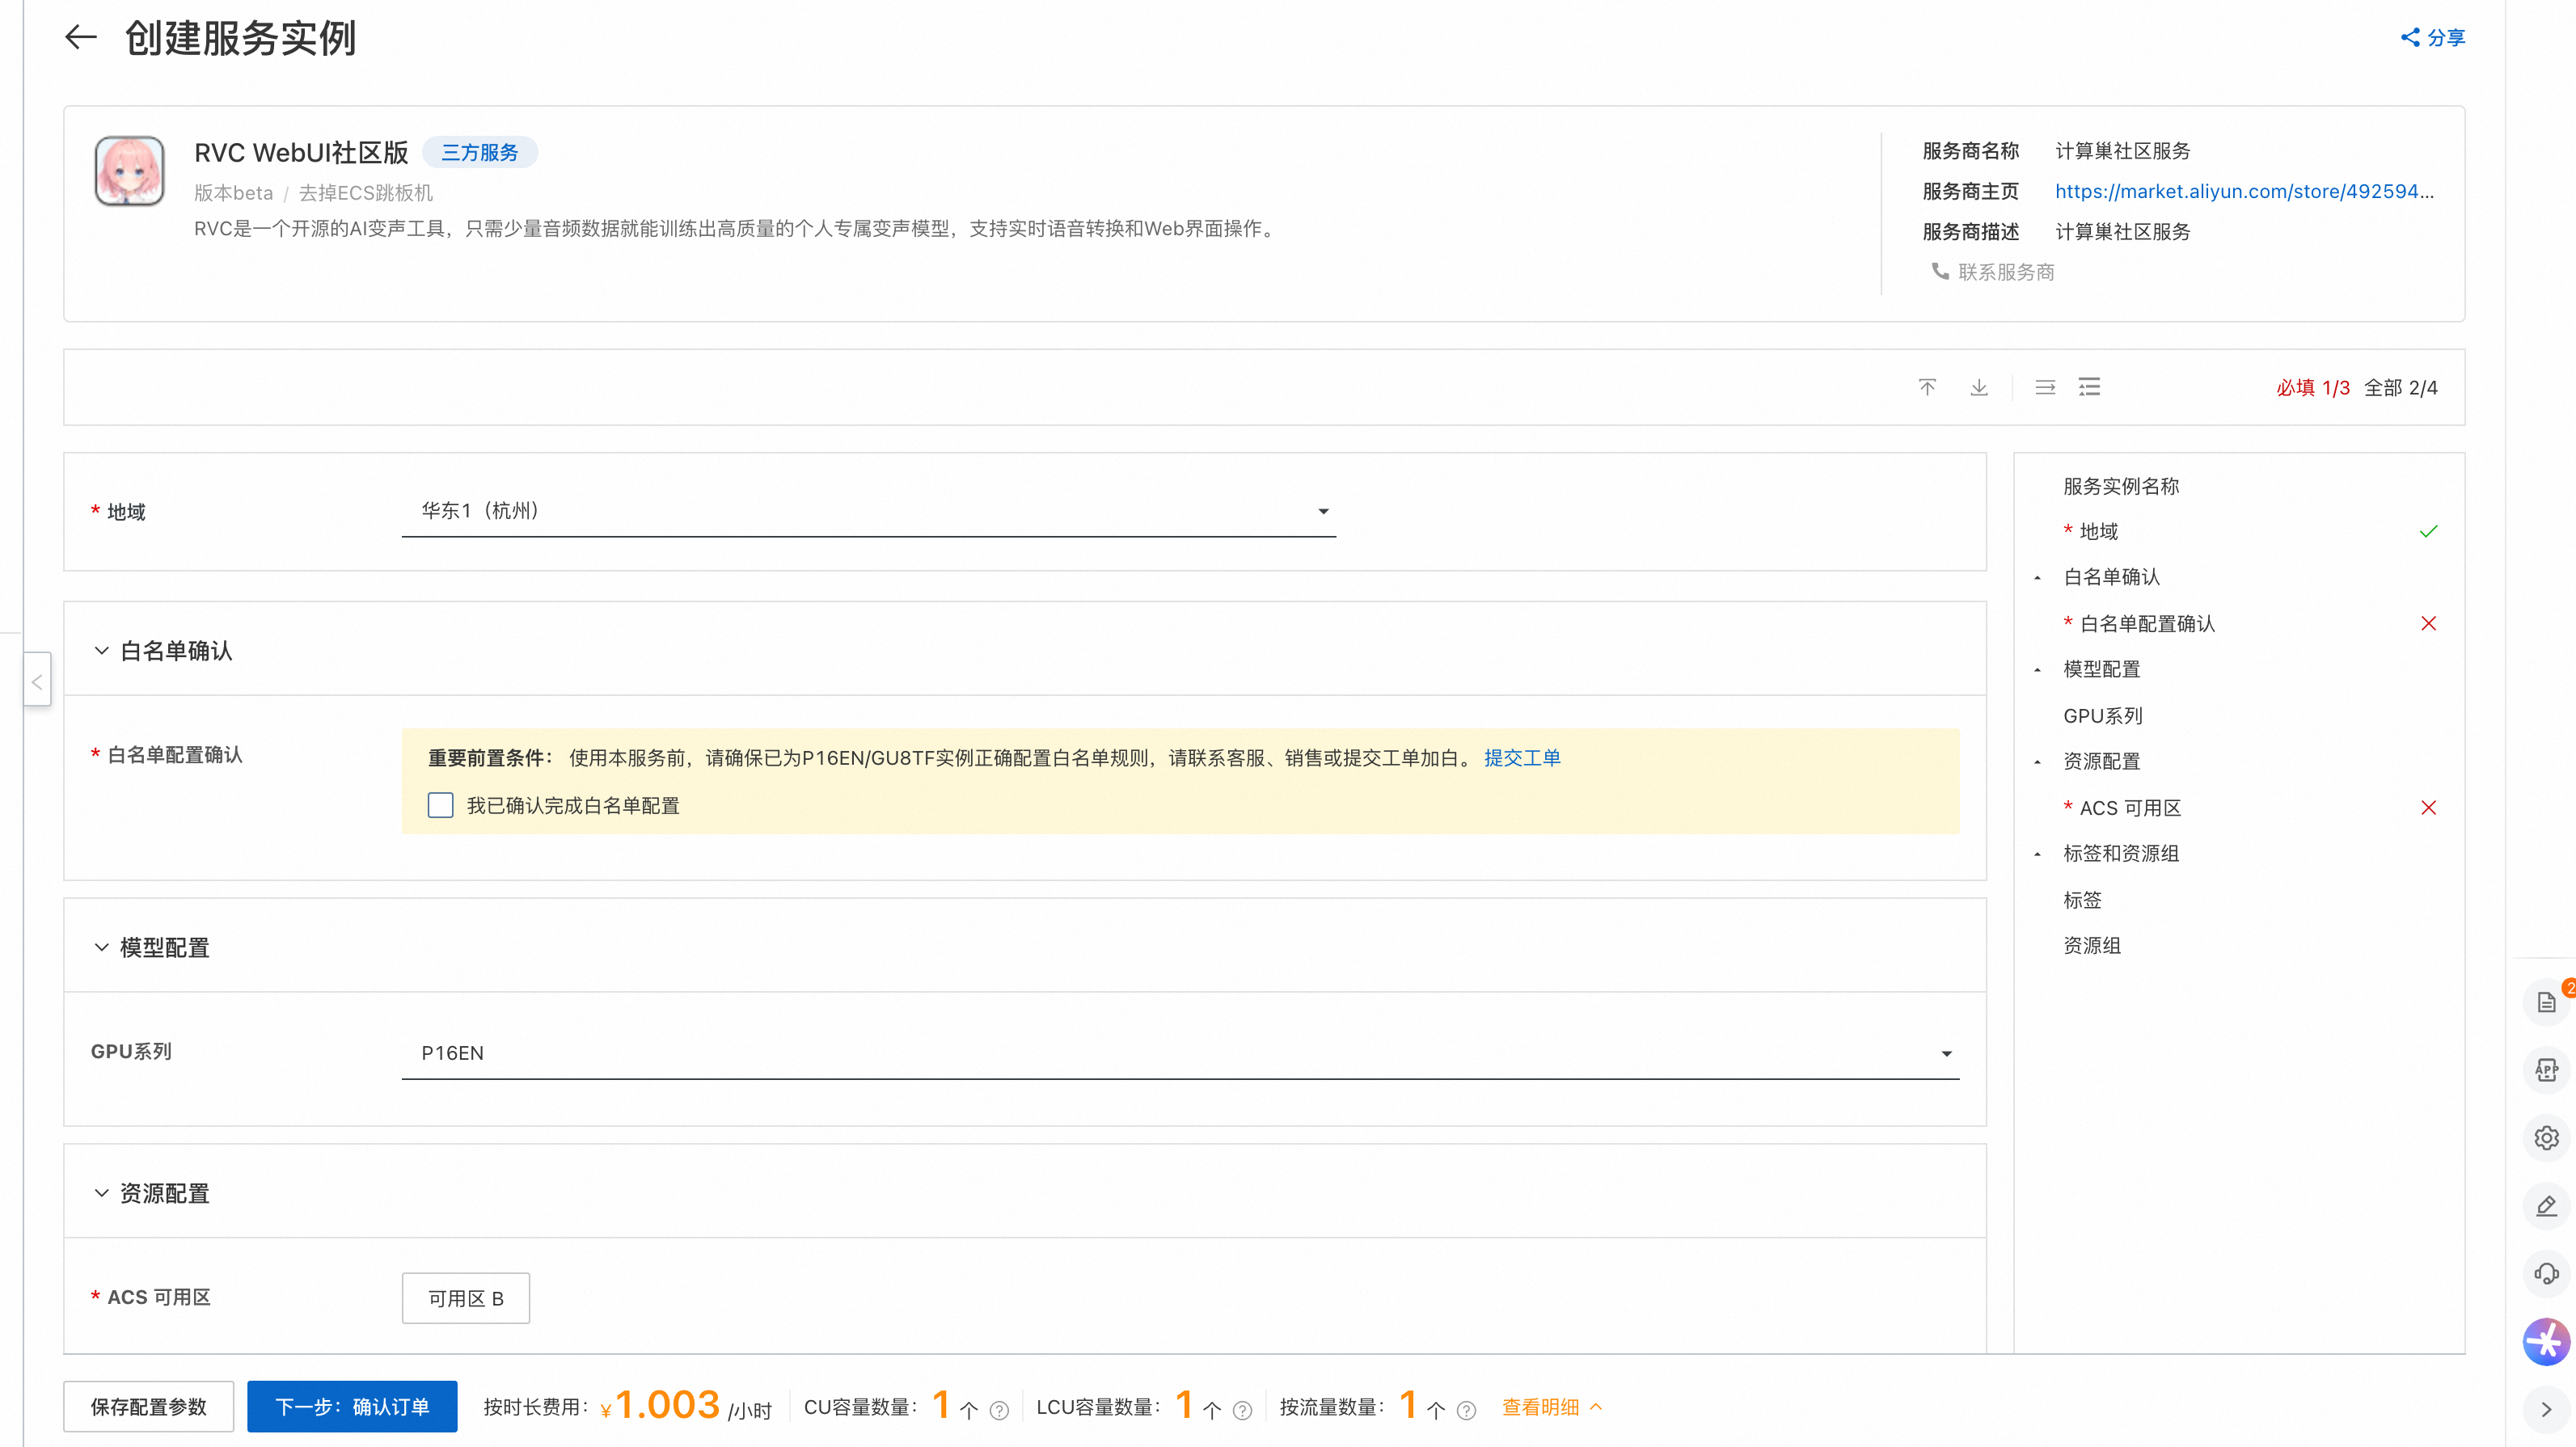 创建服务实例
分享
RVC WebUI社区版 三方服务
版本beta / 去掉ECS跳板机
RVC是一个开源的AI变声工具，只需少量音频数据就能训练出高质量的个人专属变声模型，支持实时语音转换和Web界面操作。
服务商名称 计算巢社区服务
服务商主页 https://market.aliyun.com/store/492594...
服务商描述 计算巢社区服务
联系服务商
必填 1/3 全部 2/4
* 地域 华东1（杭州）
白名单确认
* 白名单配置确认
重要前置条件： 使用本服务前，请确保已为P16EN/GU8TF实例正确配置白名单规则，请联系客服、销售或提交工单加白。 提交工单
我已确认完成白名单配置
模型配置
GPU系列 P16EN
资源配置
* ACS 可用区 可用区 B
服务实例名称
* 地域
白名单确认
* 白名单配置确认
模型配置
GPU系列
资源配置
* ACS 可用区
标签和资源组
标签
资源组
2
APP
保存配置参数 下一步：确认订单 按时长费用：¥1.003 /小时 CU容量数量：1 个 ? LCU容量数量：1 个 ? 按流量数量：1 个 ? 查看明细